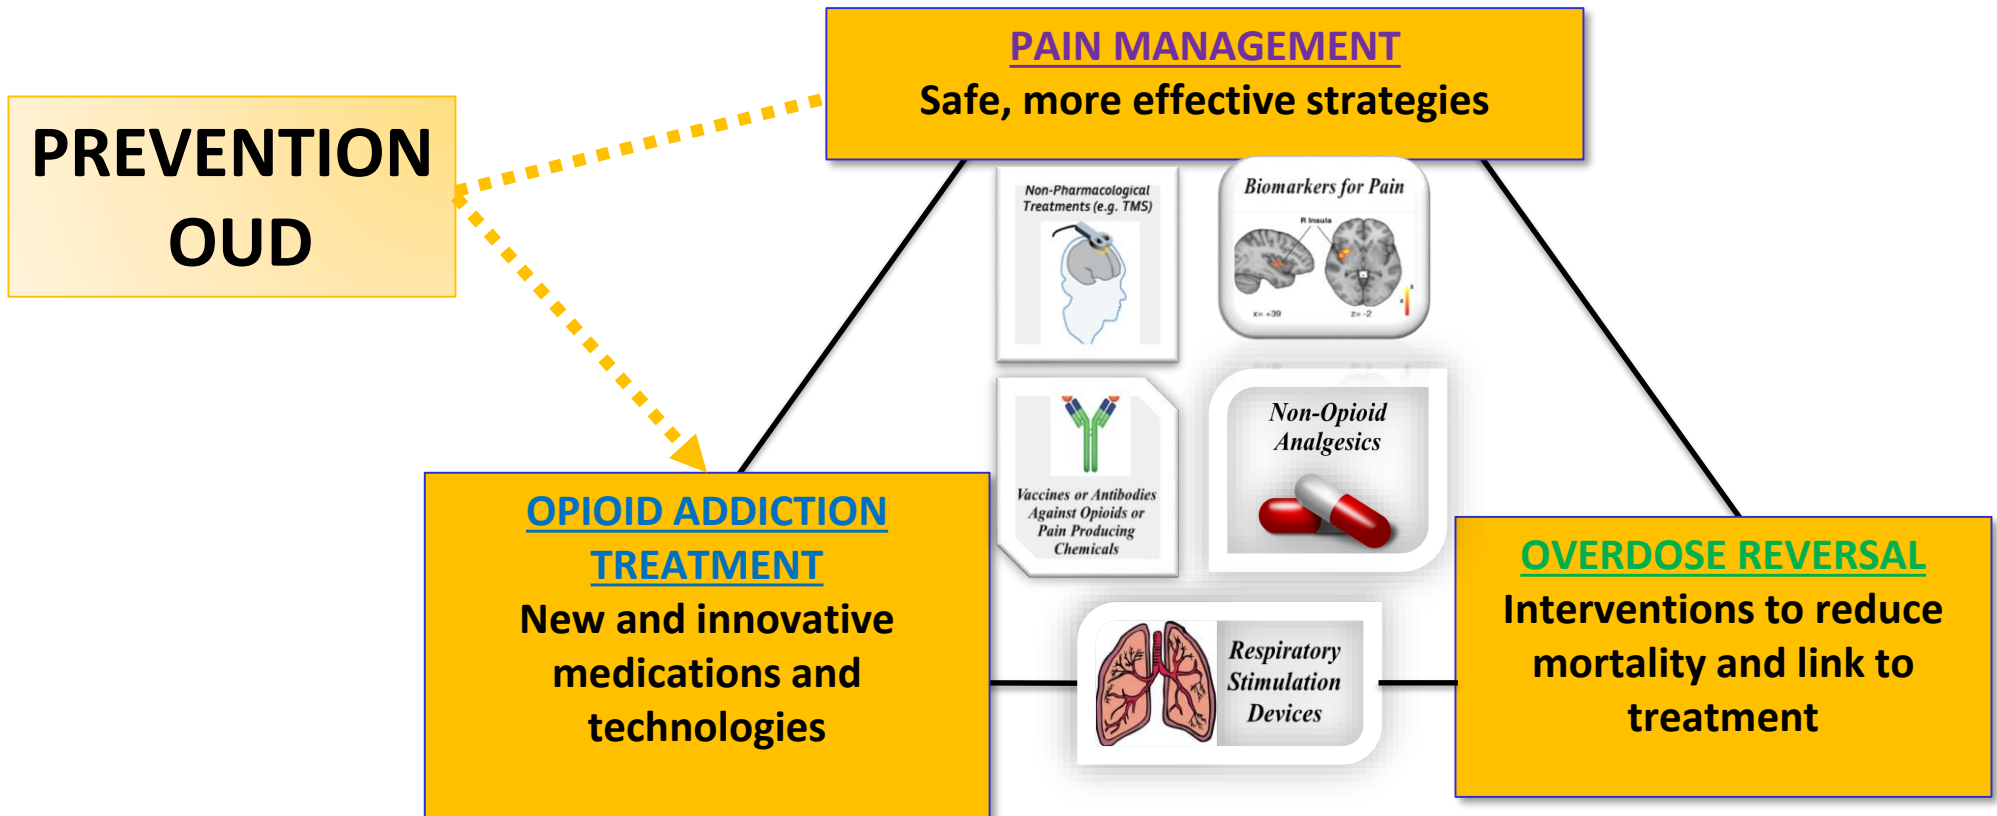 PREVENTION
OUD
PAIN MANAGEMENT
Safe, more effective strategies
Non-Pharmacological
Treatments (e.g. TMS)
Biomarkers for Pain
R Insula
x= +39
z= -2
Vaccines or Antibodies
Against Opioids or
Pain Producing
Chemicals
Non-Opioid
Analgesics
OPIOID ADDICTION
TREATMENT
New and innovative
medications and
technologies
Respiratory
Stimulation
Devices
OVERDOSE REVERSAL
Interventions to reduce
mortality and link to
treatment